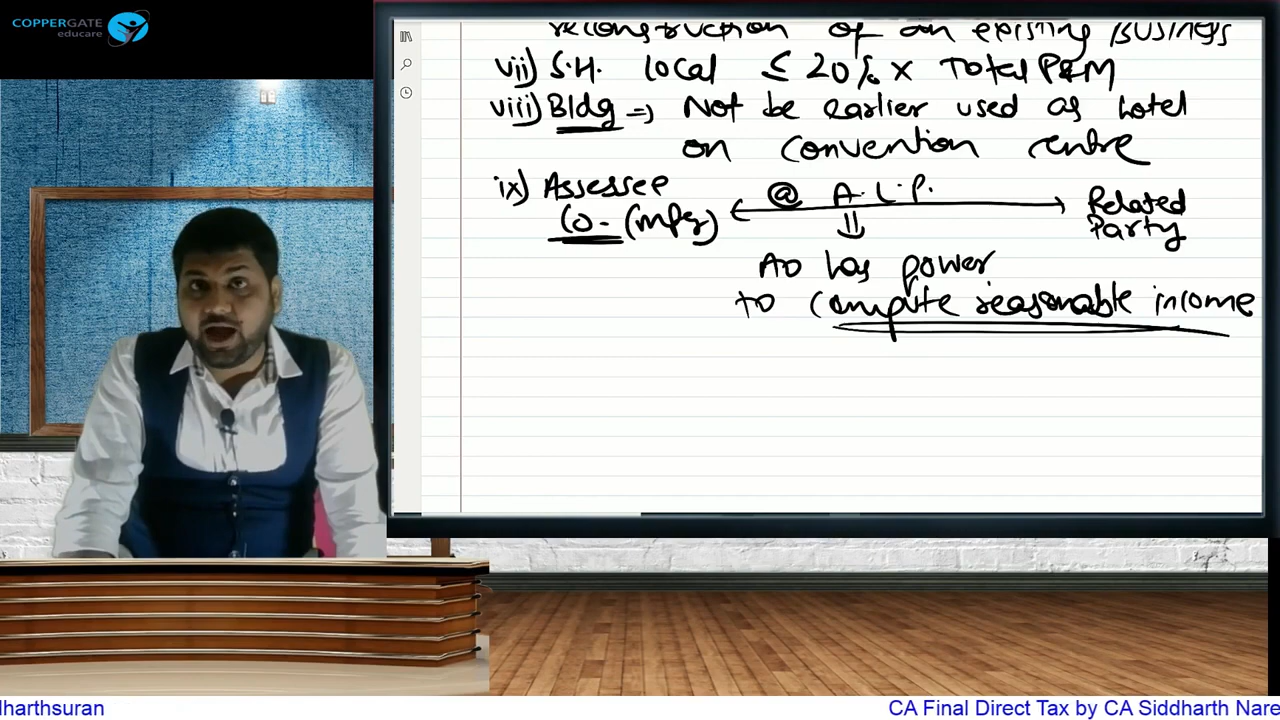 COPPERGATE
educare
reconstruction of an existing Business
vii) S.H. local ≤ 20% x Total P&M
viii) Bldg => Not be earlier used as hotel
on convention centre
ix) Assessee @ A.L.P. Related
Co. (mfg) Party
AO has power
to compute reasonable income
dharthsuran
CA Final Direct Tax by CA Siddharth Nare